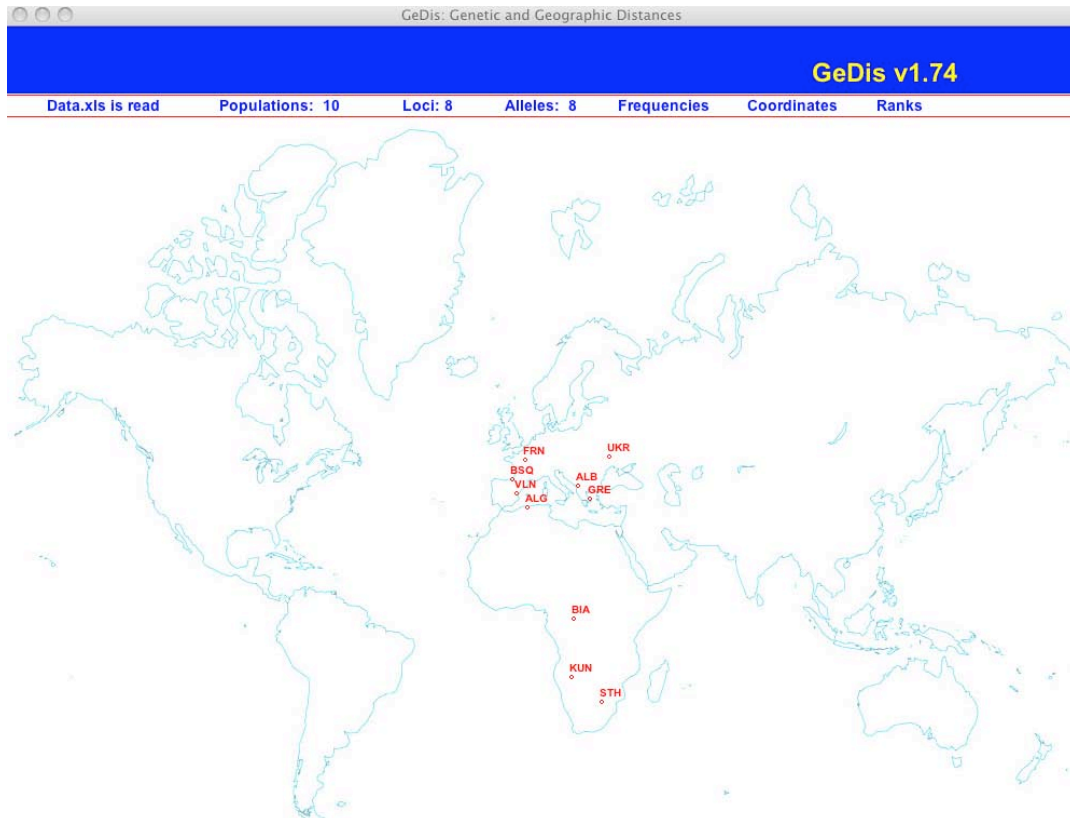 GeDis: Genetic and Geographic Distances
GeDis v1.74
Data.xls is read Populations: 10 Loci: 8 Alleles: 8 Frequencies Coordinates Ranks
FRN
UKR
BSQ
ALB
VLN
GRE
ALG
BIA
KUN
STH